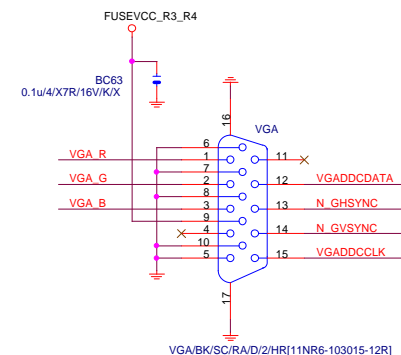 FUSEVCC_R3_R4
BC63
0.1u/4/X7R/16V/K/X
16
VGA
6
VGA_R
1
11
7
VGA_G
2
12
VGADDCDATA
8
VGA_B
3
13
N_GHSYNC
9
4
14
N_GVSYNC
10
5
15
VGADDCCLK
17
VGA/BK/SC/RA/D/2/HR[11NR6-103015-12R]